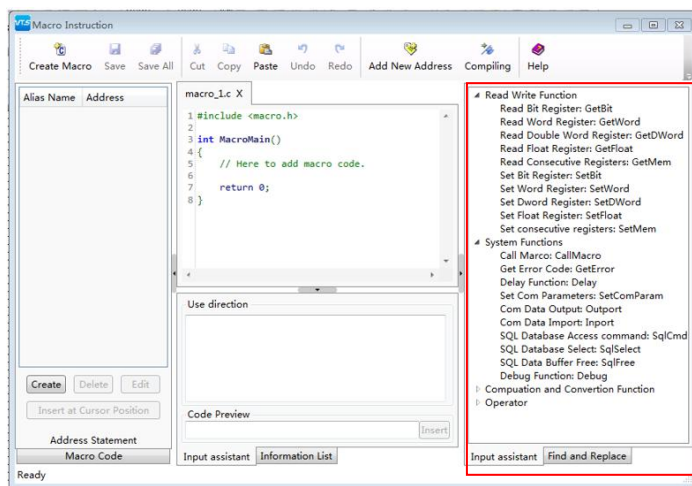 VTS Macro Instruction
Create Macro Save Save All Cut Copy Paste Undo Redo Add New Address Compiling Help
Alias Name Address
macro_1.c X
1 #include <macro.h>
2
3 int MacroMain()
4 {
5 // Here to add macro code.
6
7 return 0;
8 }
Use direction
Code Preview
Insert
Input assistant Information List
Create Delete Edit
Insert at Cursor Position
Address Statement
Macro Code
Read Write Function
Read Bit Register: GetBit
Read Word Register: GetWord
Read Double Word Register: GetDWord
Read Float Register: GetFloat
Read Consecutive Registers: GetMem
Set Bit Register: SetBit
Set Word Register: SetWord
Set Dword Register: SetDWord
Set Float Register: SetFloat
Set consecutive registers: SetMem
System Functions
Call Marco: CallMacro
Get Error Code: GetError
Delay Function: Delay
Set Com Parameters: SetComParam
Com Data Output: Outport
Com Data Import: Inport
SQL Database Access command: SqlCmd
SQL Database Select: SqlSelect
SQL Data Buffer Free: SqlFree
Debug Function: Debug
Compuation and Convertion Function
Operator
Input assistant Find and Replace
Ready